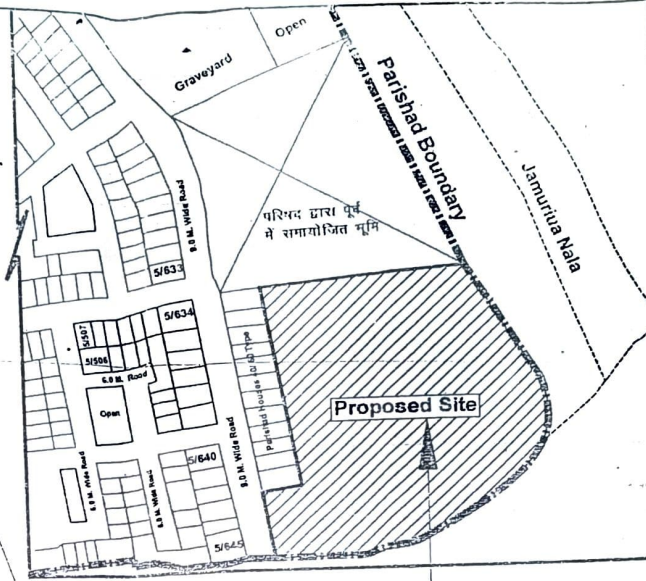 Open
Graveyard
Parishad Boundary
Jamuriua Nala
9.0 M. Wide Road
परिषद द्वारा पूर्व
में समायोजित भूमि
5/633
5/634
5/507
5/506
6.0 M. Road
Open
Parishad Houses 40/60 Type
Proposed Site
9.0 M. Wide Road
5/640
6.0 M. Wide Road
6.0 M. Wide Road
5/645